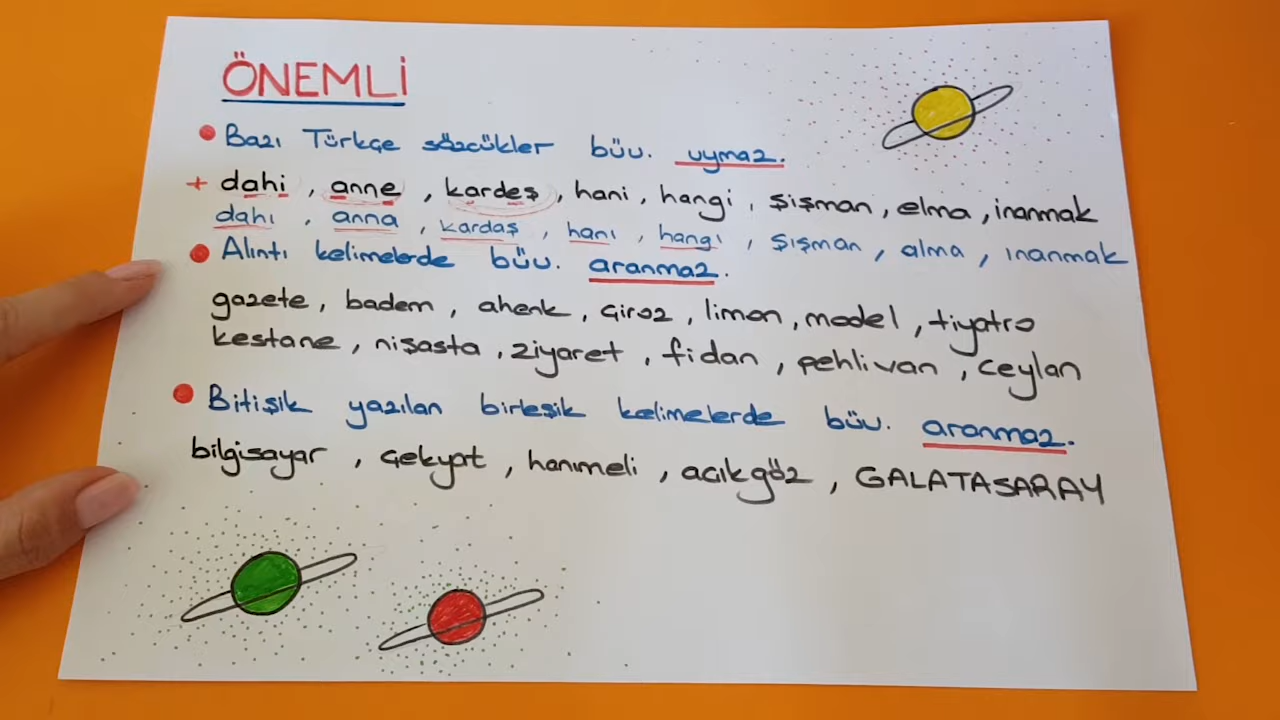 ÖNEMLİ
• Bazı Türkçe sözcükler büu. uymaz.
+ dahi, anne, kardeş, hani, hangi, şişman, elma, inanmak
dahı, anna, kardaş, hanı, hangı, şışman, alma, ınanmak
• Alıntı kelimelerde büu. aranmaz.
gazete, badem, ahenk, çiroz, limon, model, tiyatro
kestane, nişasta, ziyaret, fidan, pehlivan, ceylan
• Bitişik yazılan birleşik kelimelerde büu. aranmaz.
bilgisayar, çekyat, hanımeli, açıkgöz, GALATASARAY